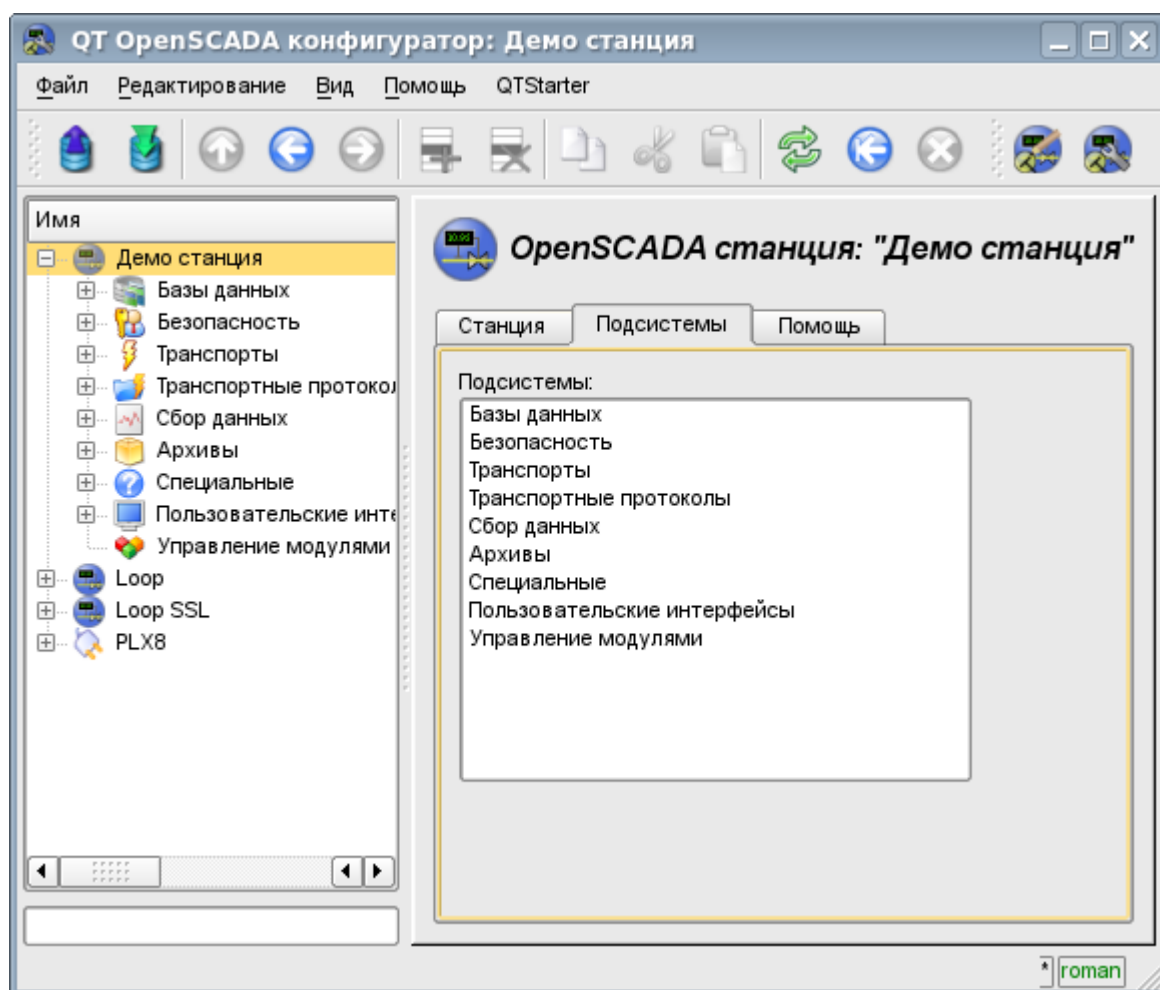 QT OpenSCADA конфигуратор: Демо станция
Файл Редактирование Вид Помощь QTStarter
Имя
Демо станция
Базы данных
Безопасность
Транспорты
Транспортные протокол
Сбор данных
Архивы
Специальные
Пользовательские инте
Управление модулями
Loop
Loop SSL
PLX8
OpenSCADA станция: "Демо станция"
Станция Подсистемы Помощь
Подсистемы:
Базы данных
Безопасность
Транспорты
Транспортные протоколы
Сбор данных
Архивы
Специальные
Пользовательские интерфейсы
Управление модулями
* roman